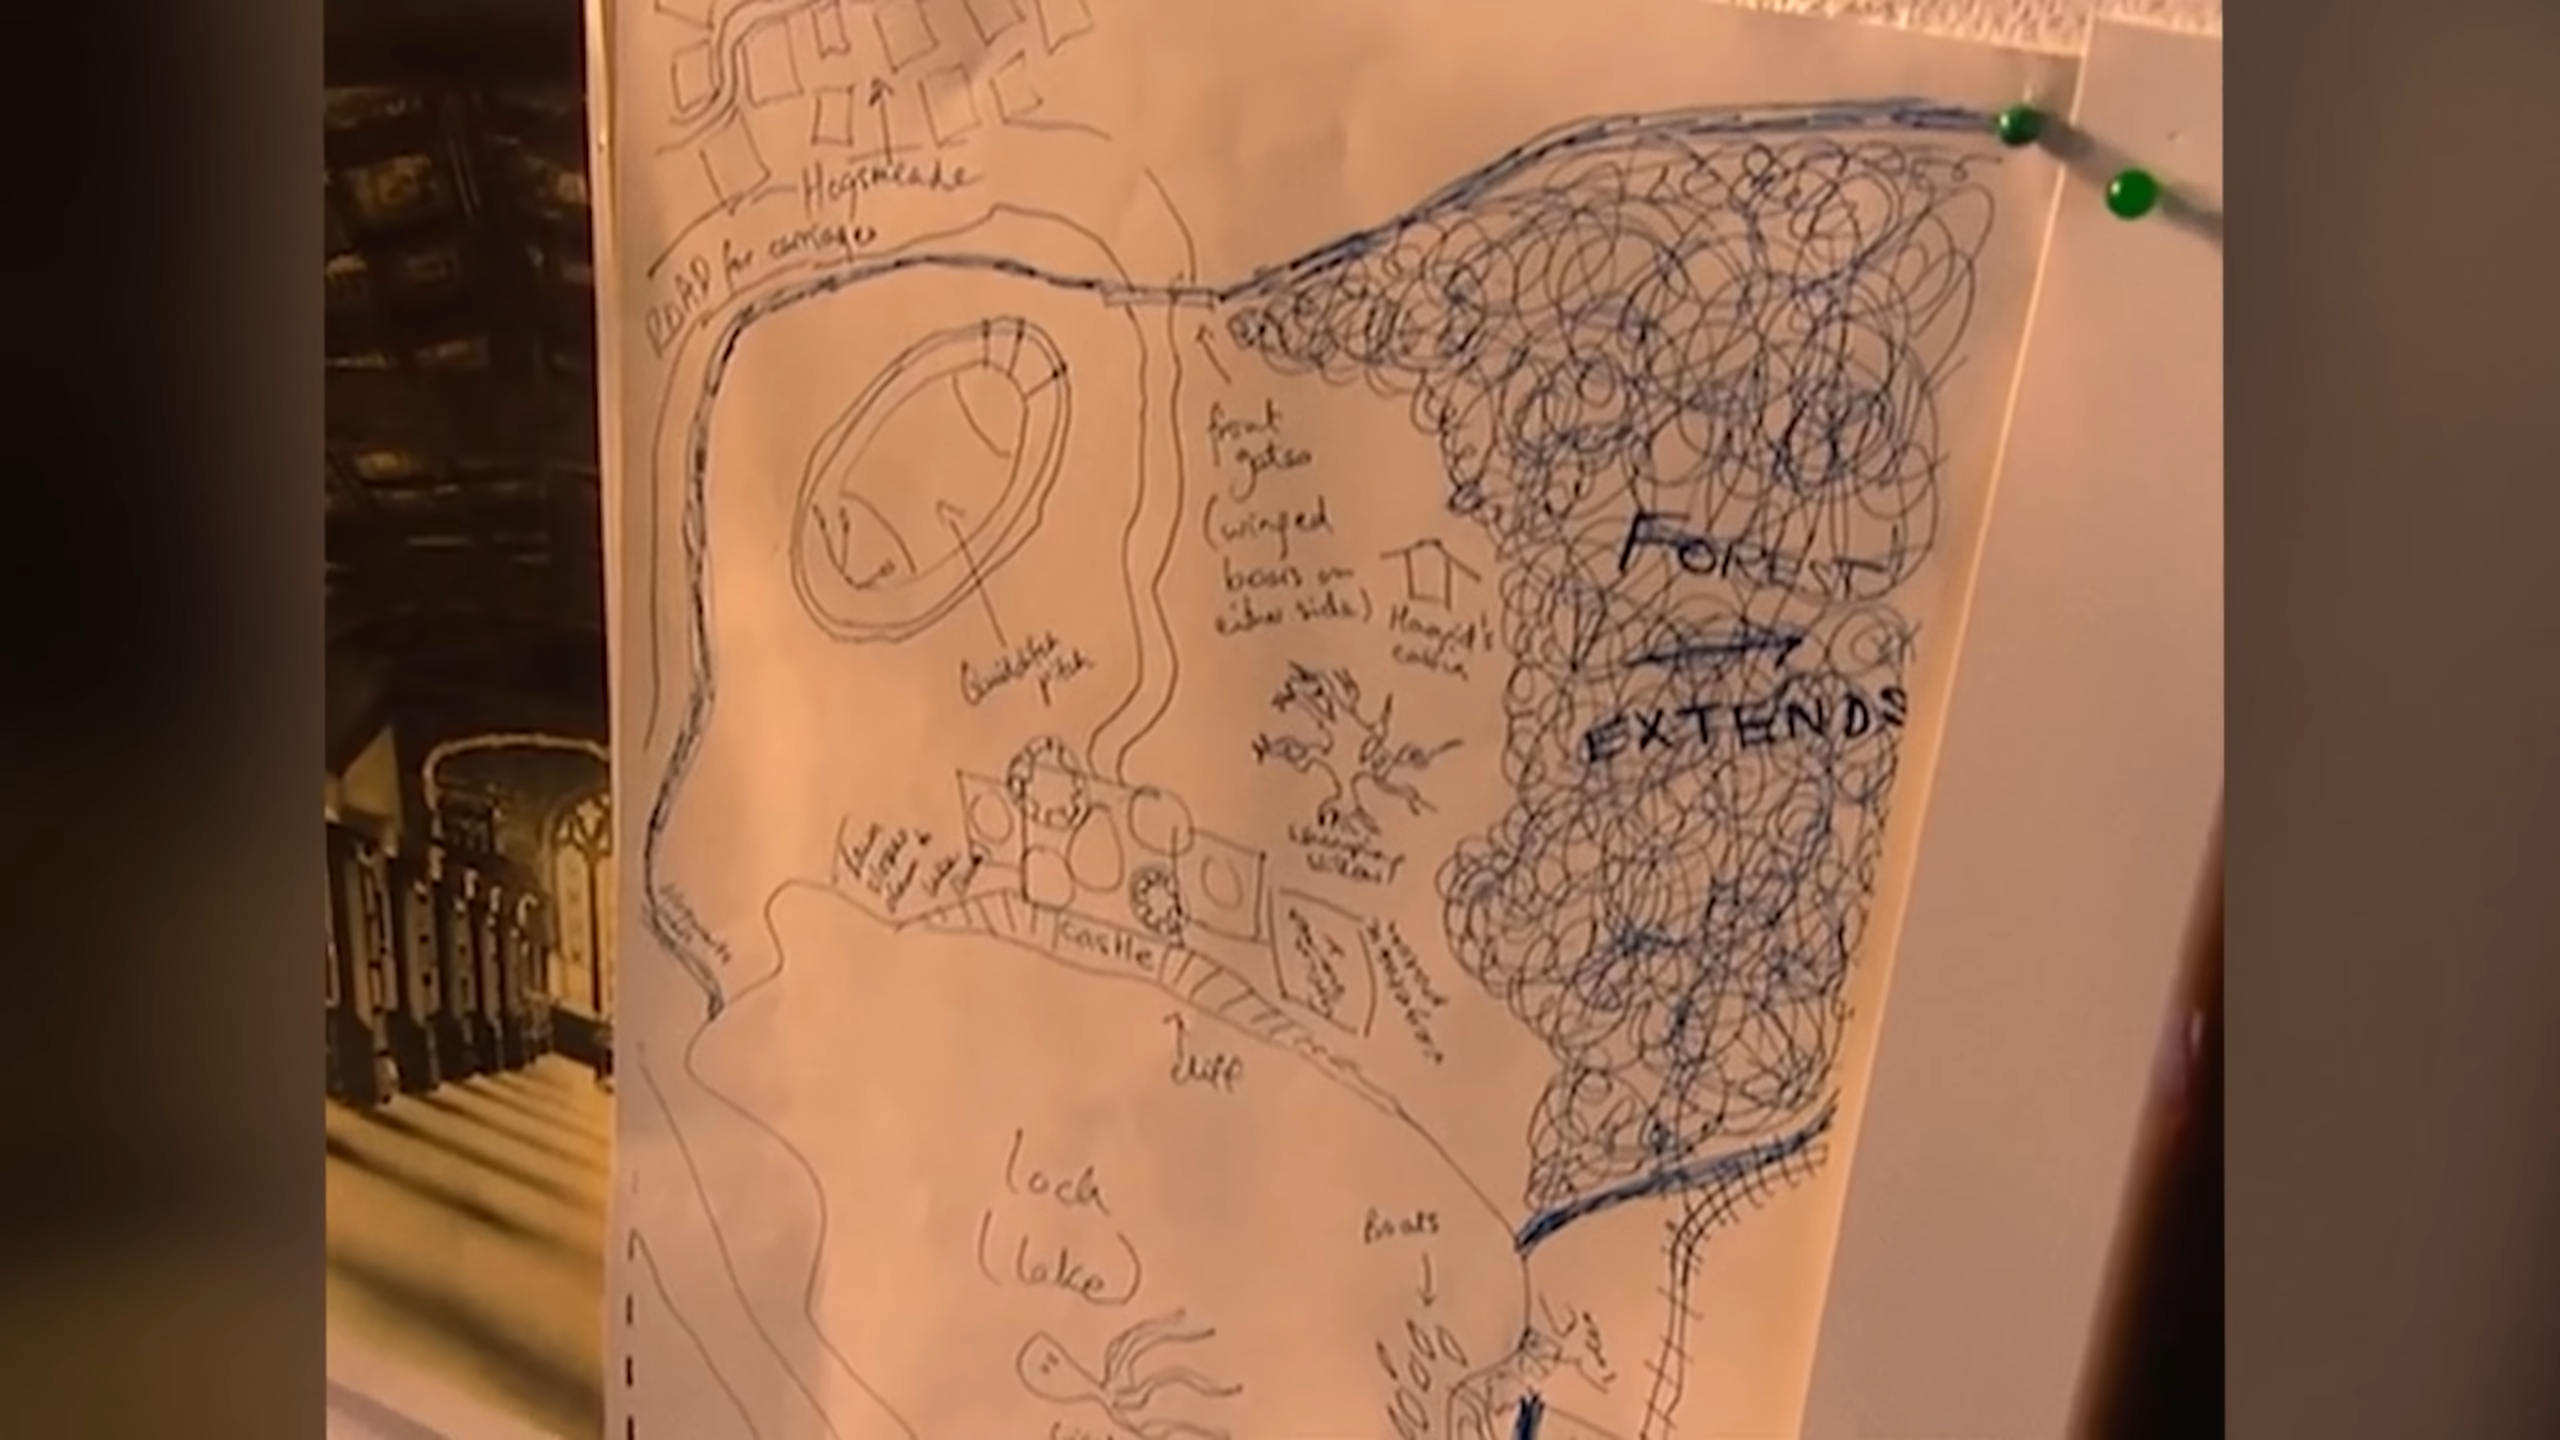 Hogsmeade
ROAD for carriages
front
gates
(winged
boars on
either side)
FOREST
Hagrid's
cabin
Quidditch
pitch
EXTENDS
castle
cliff
Loch
(lake)
Boats